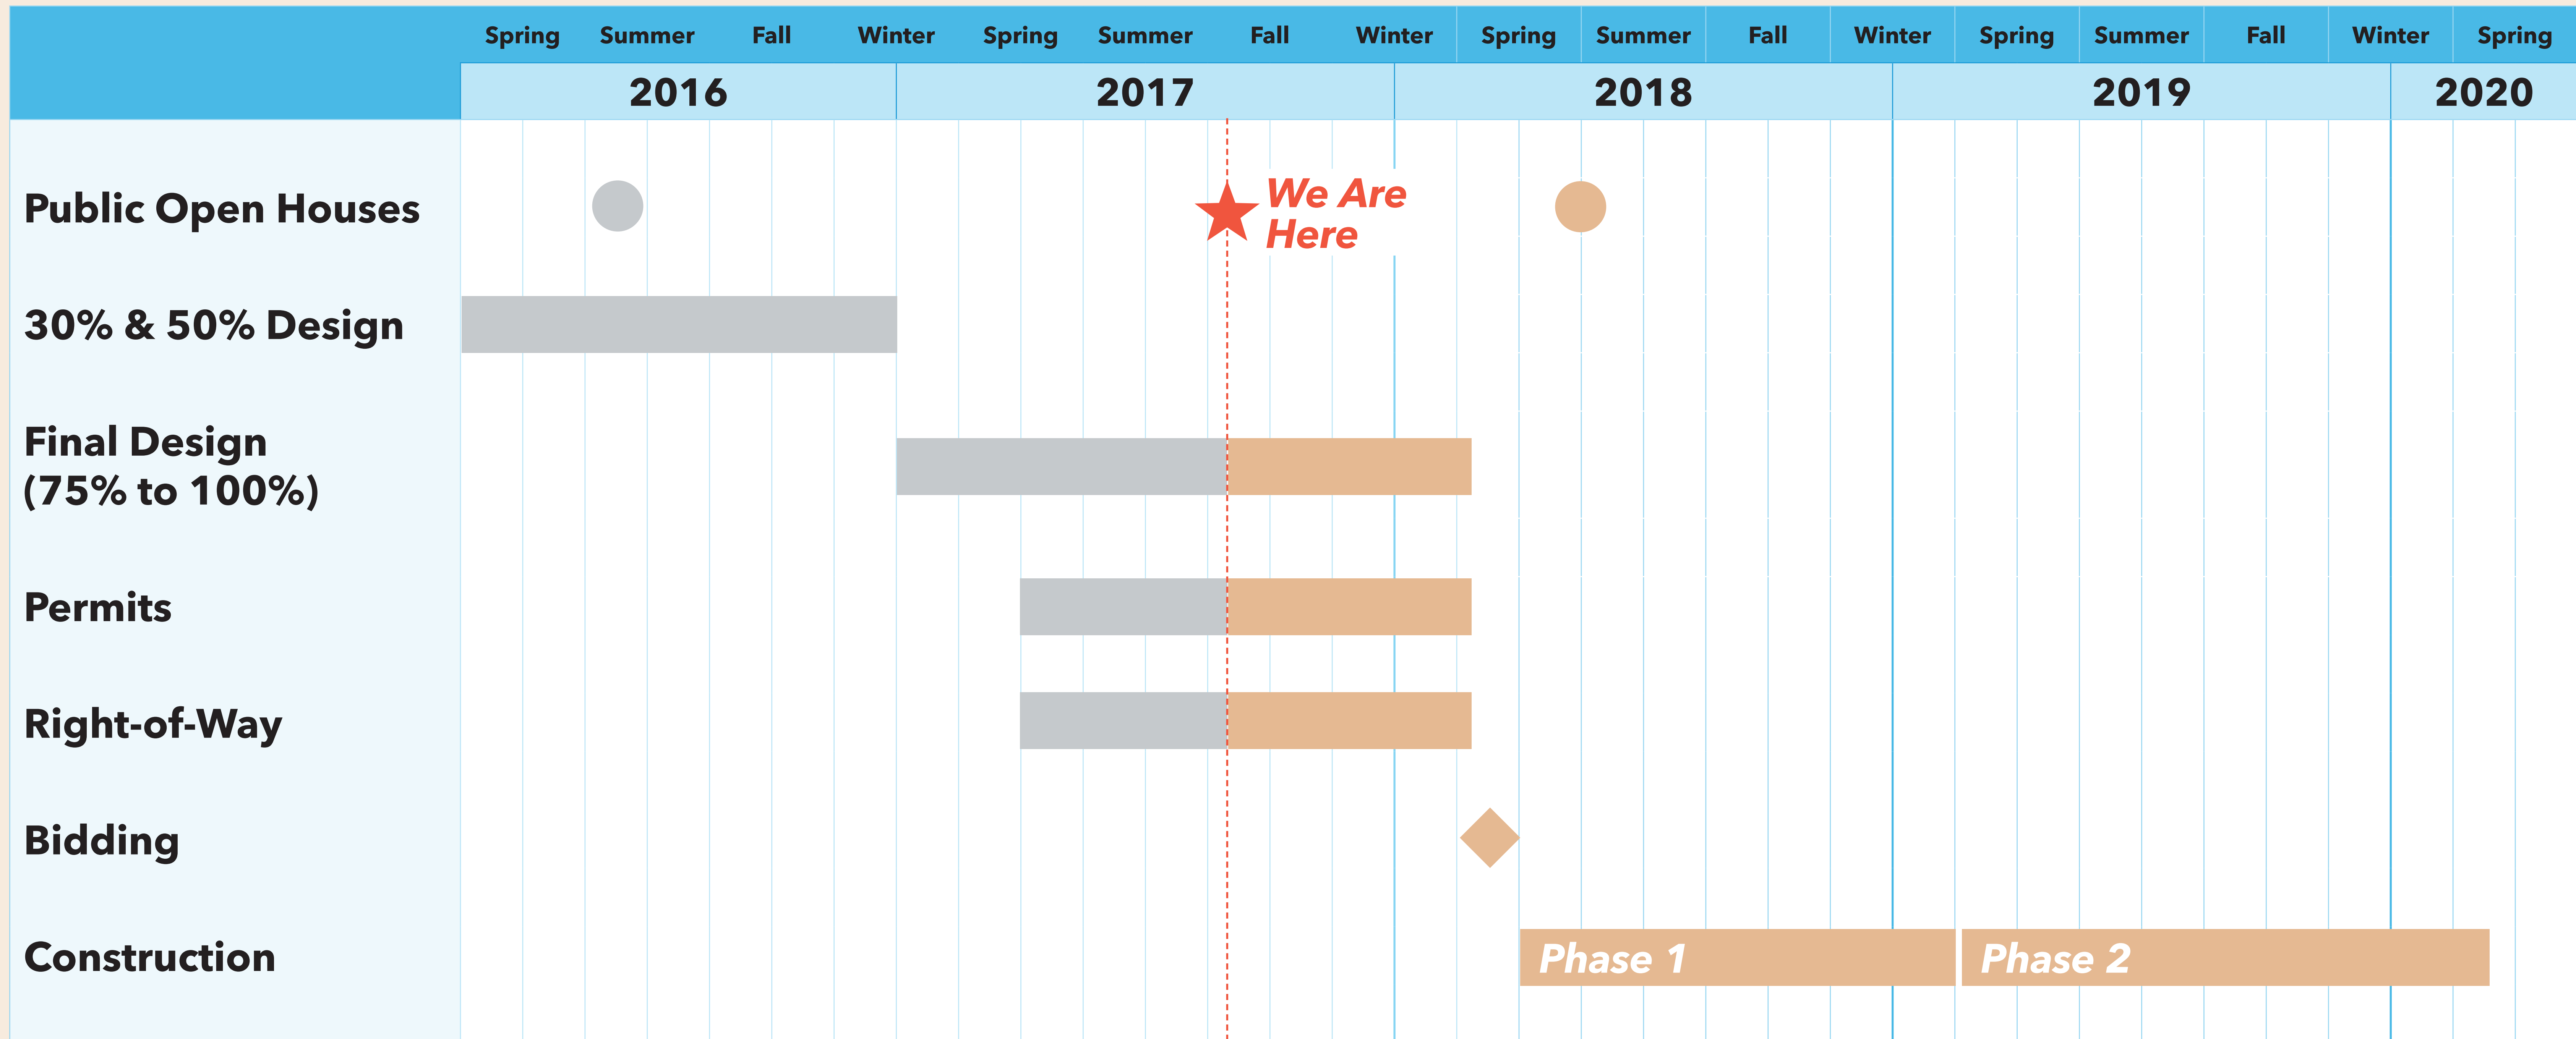 Spring Summer Fall Winter Spring Summer Fall Winter Spring Summer Fall Winter Spring Summer Fall Winter Spring
2016 2017 2018 2019 2020
Public Open Houses
We Are
Here
30% & 50% Design
Final Design
(75% to 100%)
Permits
Right-of-Way
Bidding
Construction
Phase 1
Phase 2